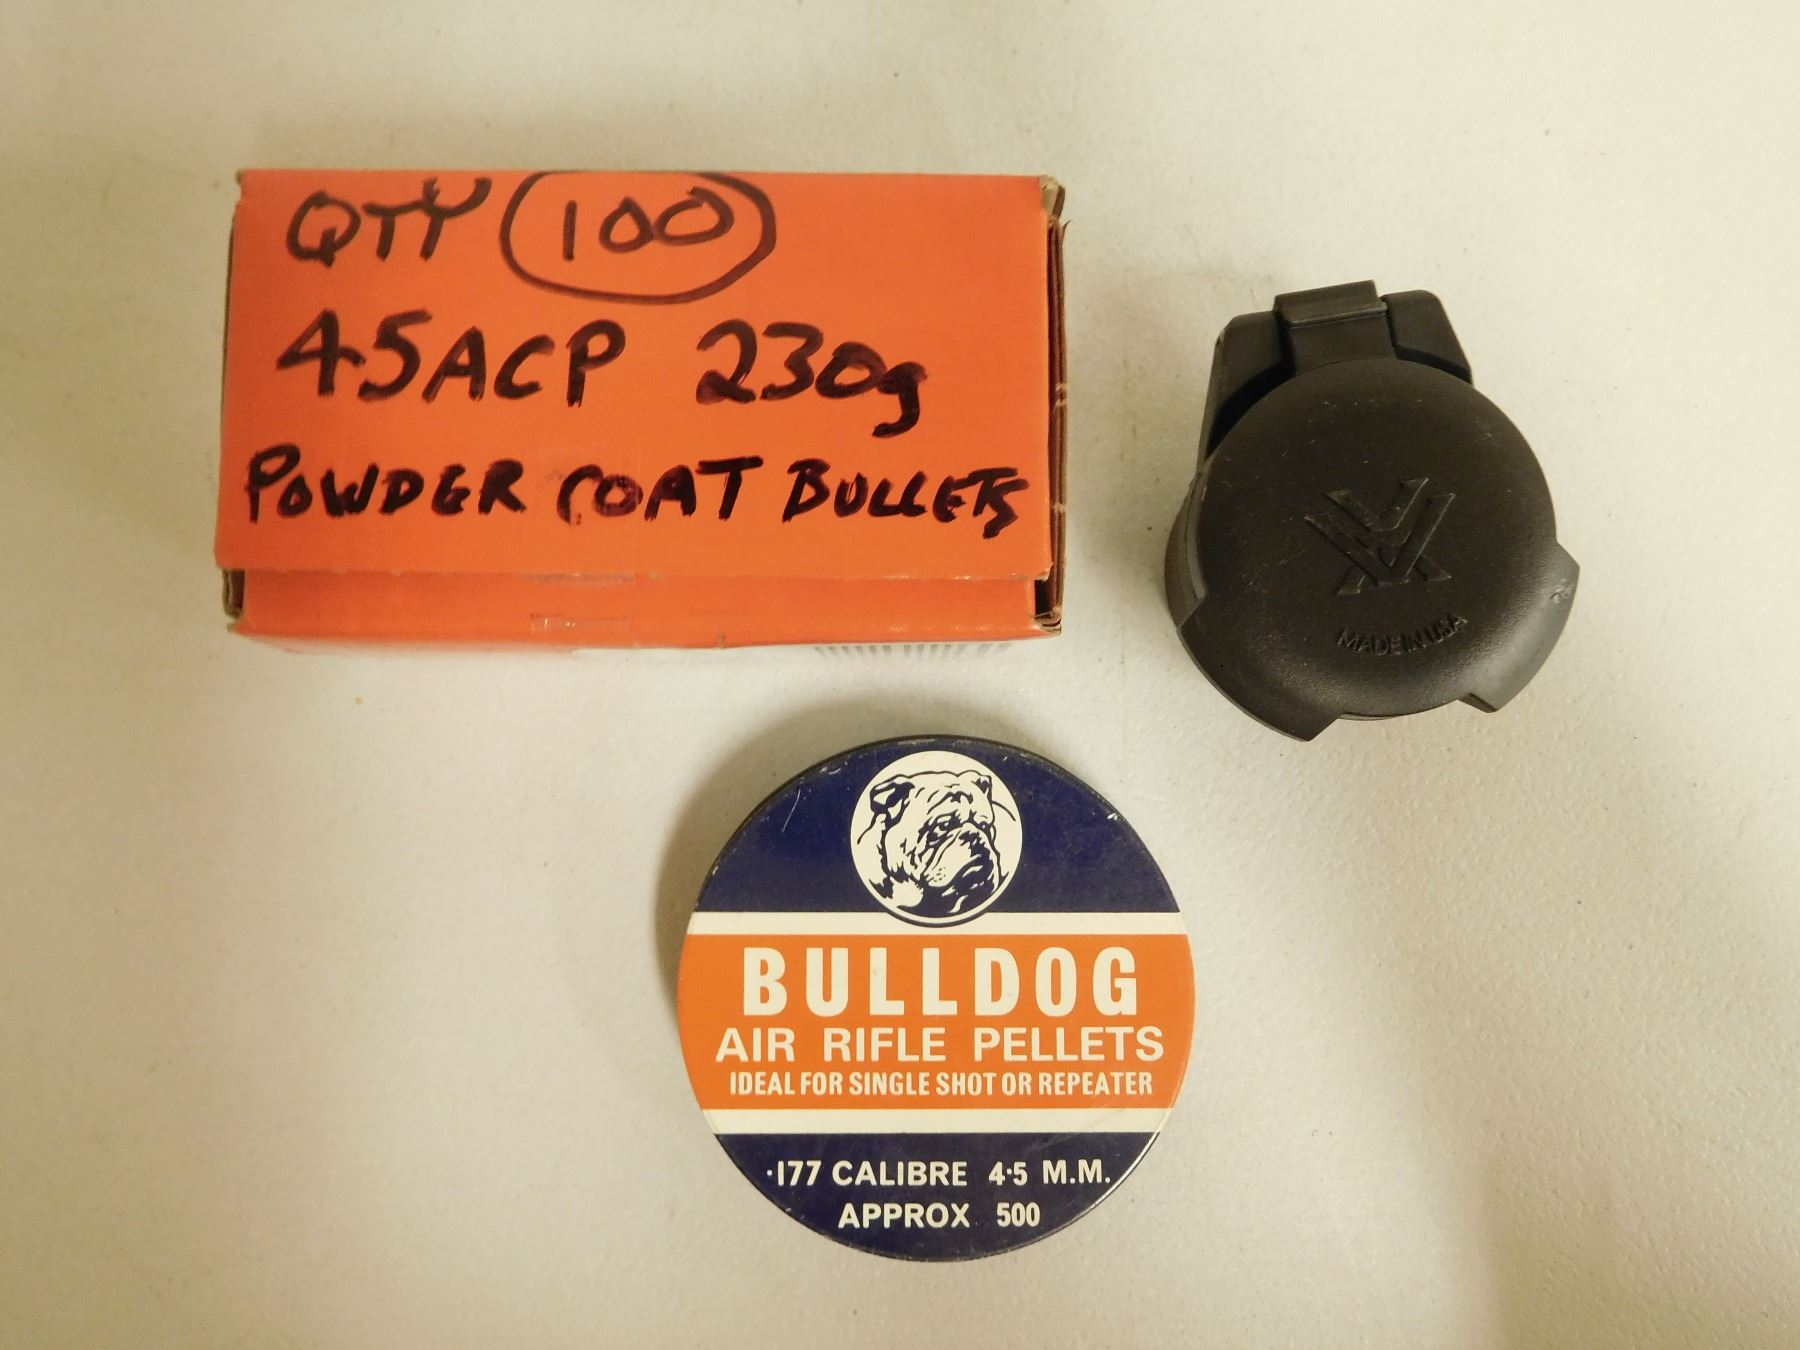 QTY 100
45ACP 230g
POWDER COAT BULLETS
MADE IN USA
BULLDOG
AIR RIFLE PELLETS
IDEAL FOR SINGLE SHOT OR REPEATER
·177 CALIBRE 4·5 M.M.
APPROX 500